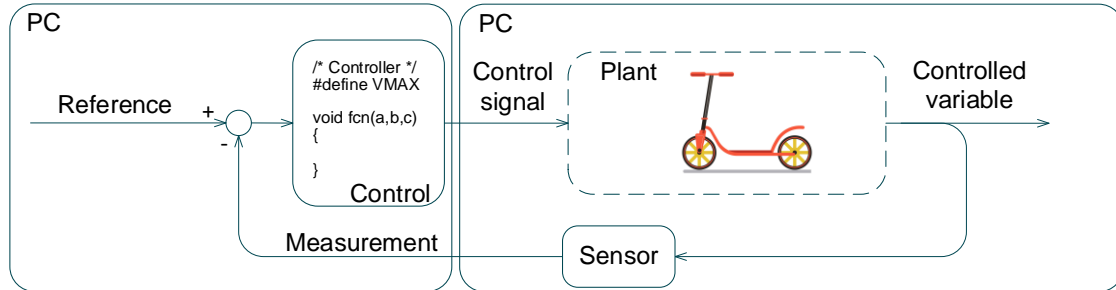 PC
Reference
+
-
/* Controller */
#define VMAX
void fcn(a,b,c)
{
}
Control
Measurement
PC
Control
signal
Plant
Controlled
variable
Sensor